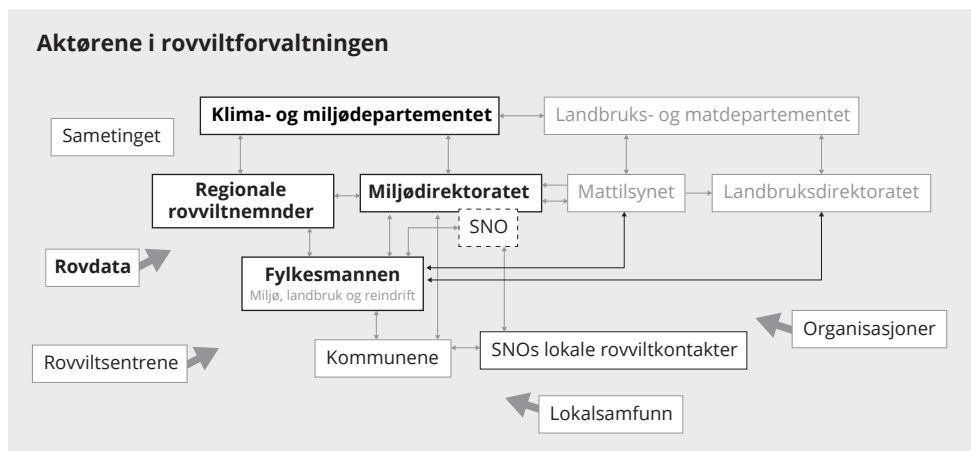 Aktørene i rovviltforvaltningen
Klima- og miljødepartementet
Landbruks- og matdepartementet
Sametinget
Regionale
rovviltnemnder
Miljødirektoratet
Mattilsynet
Landbruksdirektoratet
SNO
Rovdata
Fylkesmannen
Miljø, landbruk og reindrift
Organisasjoner
Rovviltsentrene
Kommunene
SNOs lokale rovviltkontakter
Lokalsamfunn